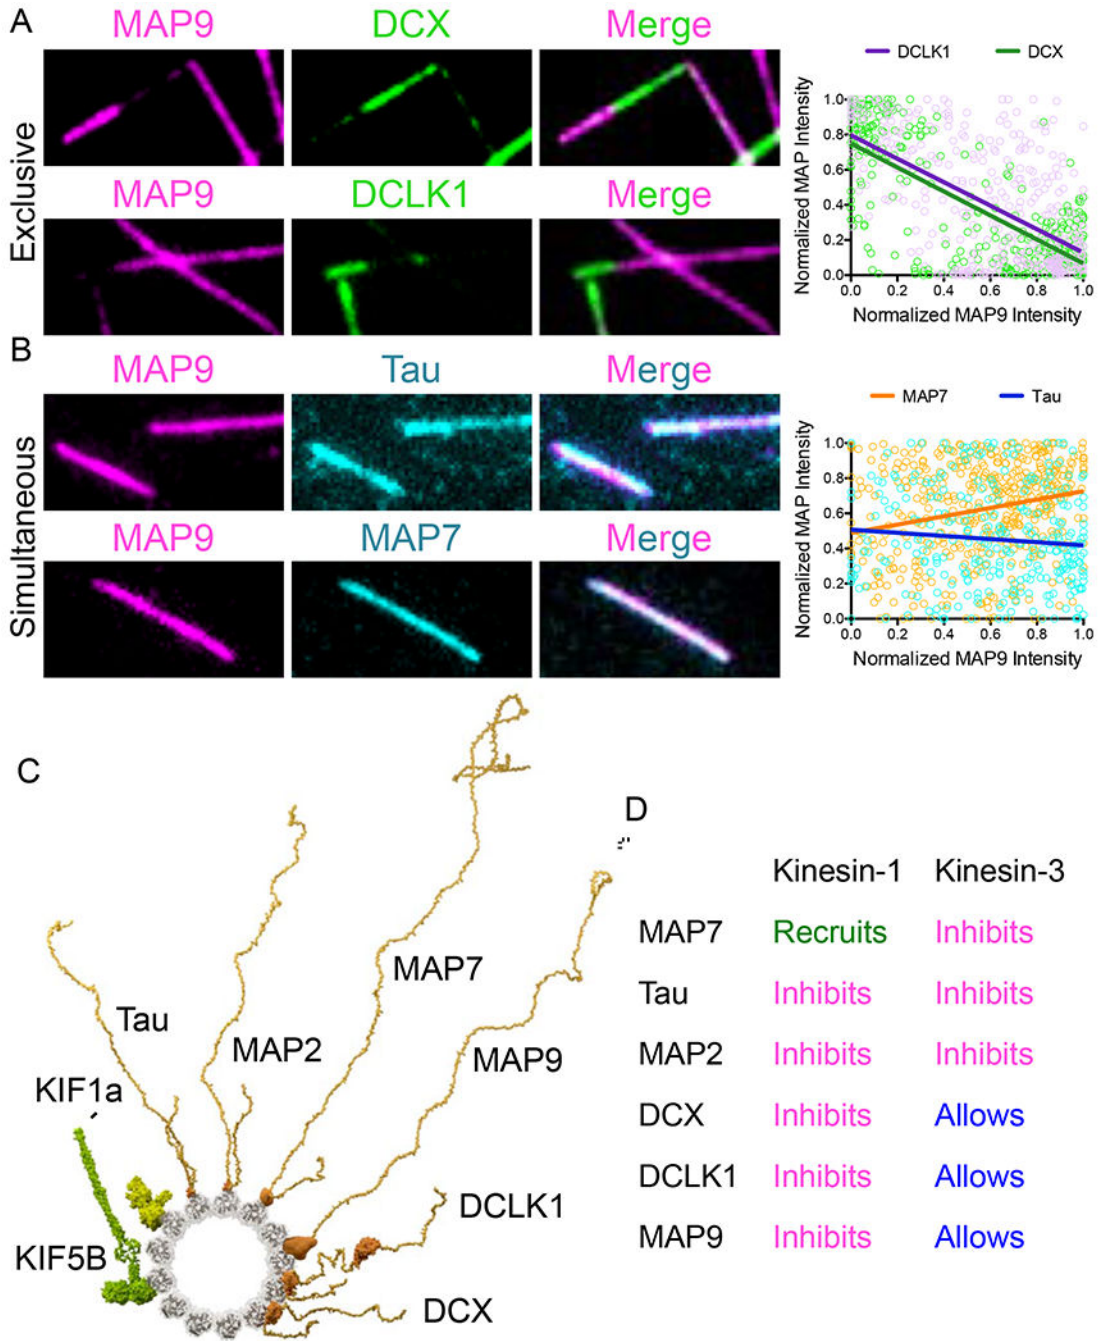 A
MAP9 DCX Merge
Exclusive
MAP9 DCLK1 Merge
DCLK1 DCX
Normalized MAP Intensity
1.0
0.8
0.6
0.4
0.2
0.0
0.0 0.2 0.4 0.6 0.8 1.0
Normalized MAP9 Intensity
B
MAP9 Tau Merge
Simultaneous
MAP9 MAP7 Merge
MAP7 Tau
Normalized MAP Intensity
1.0
0.8
0.6
0.4
0.2
0.0
0.0 0.2 0.4 0.6 0.8 1.0
Normalized MAP9 Intensity
C
Tau
MAP2
MAP7
MAP9
KIF1a
KIF5B
DCLK1
DCX
D
Kinesin-1 Kinesin-3
MAP7 Recruits Inhibits
Tau Inhibits Inhibits
MAP2 Inhibits Inhibits
DCX Inhibits Allows
DCLK1 Inhibits Allows
MAP9 Inhibits Allows